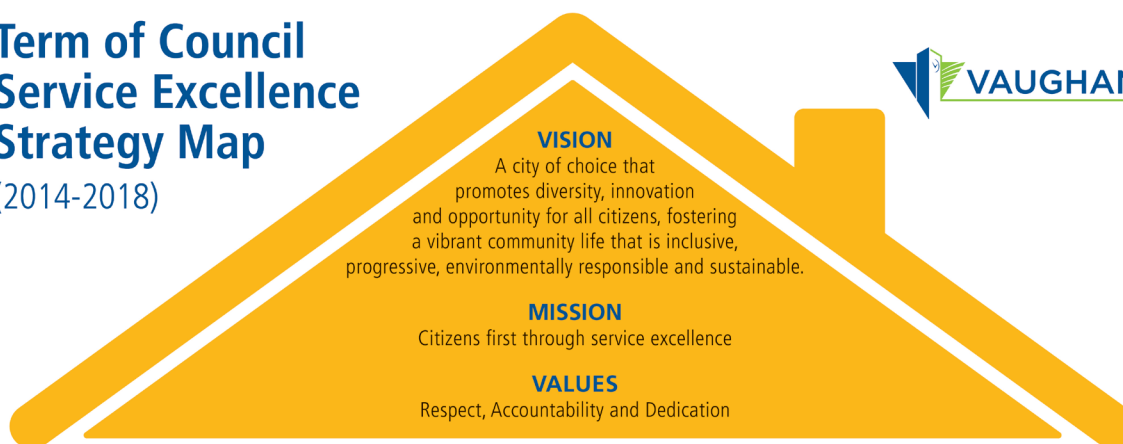 Term of Council
Service Excellence
Strategy Map
(2014-2018)
VAUGHAN
VISION
A city of choice that
promotes diversity, innovation
and opportunity for all citizens, fostering
a vibrant community life that is inclusive,
progressive, environmentally responsible and sustainable.
MISSION
Citizens first through service excellence
VALUES
Respect, Accountability and Dedication